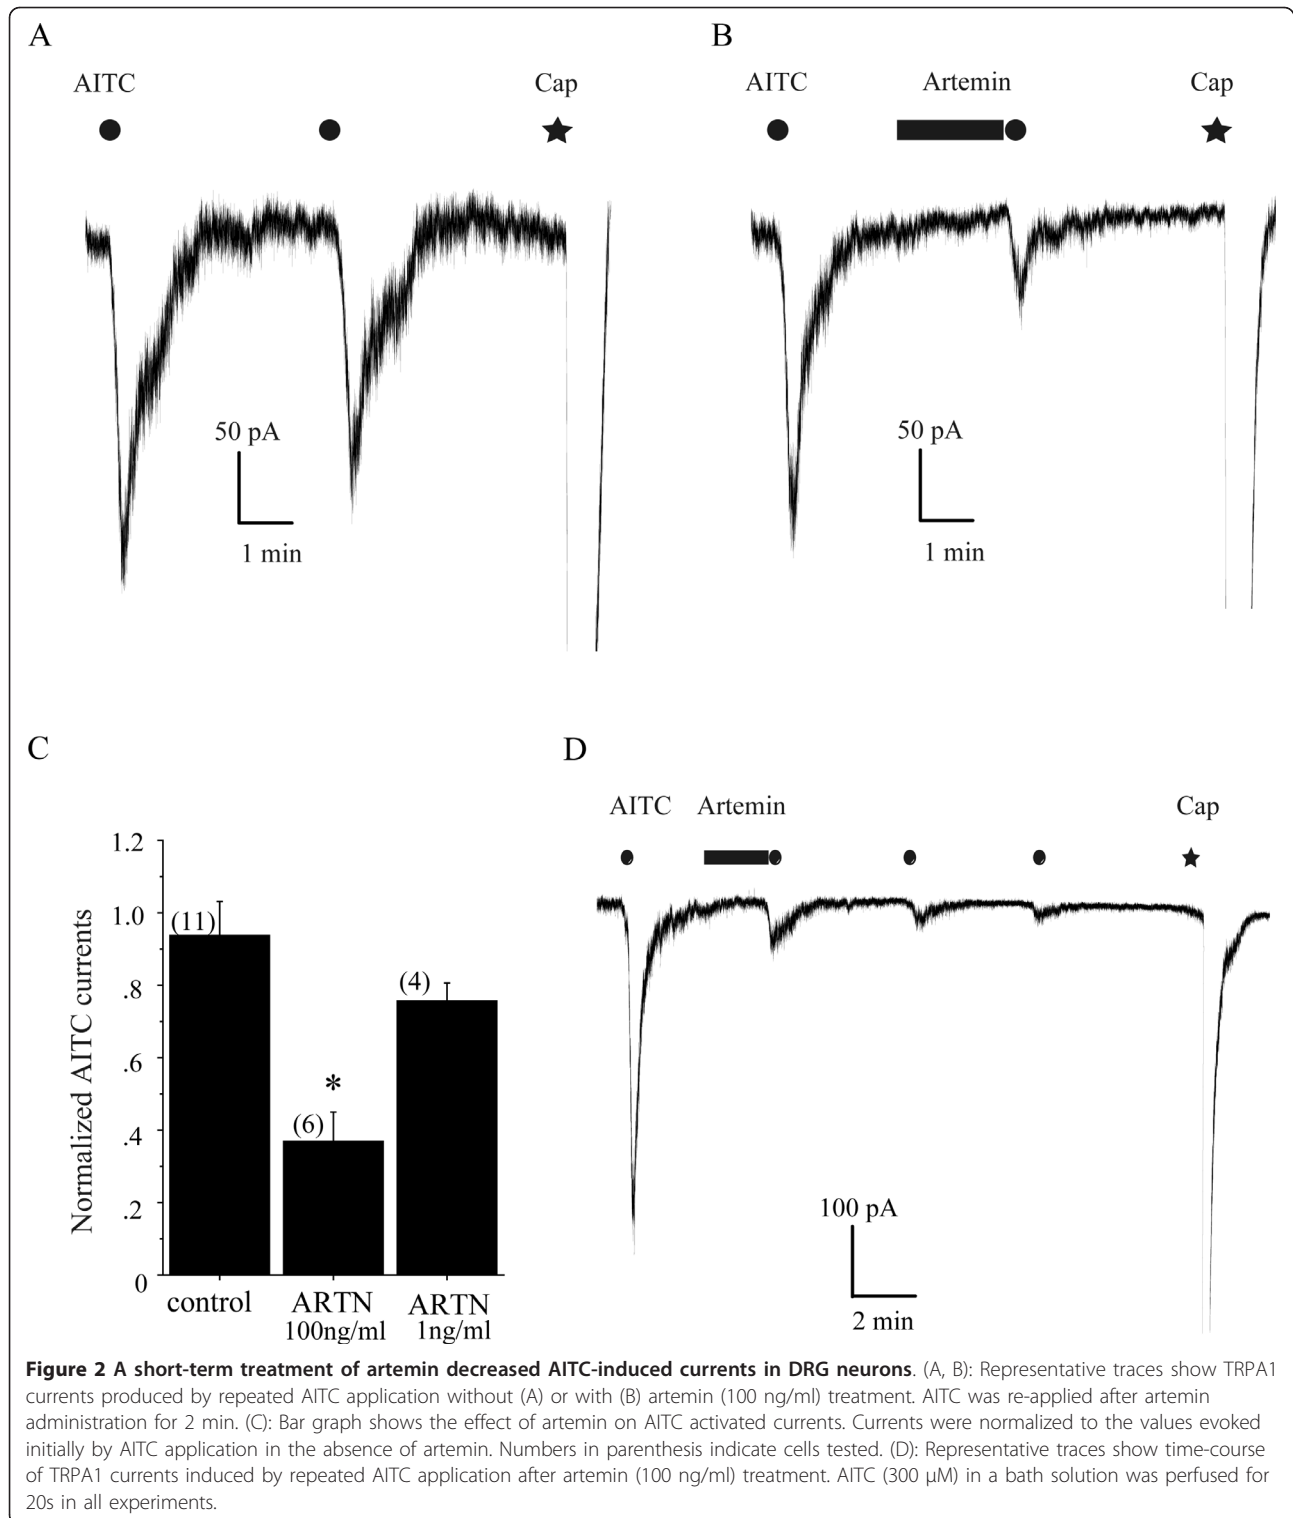 A
B
AITC
Cap
AITC
Artemin
Cap
50 pA
1 min
50 pA
1 min
C
D
AITC
Artemin
Cap
Normalized AITC currents
1.2
1.0
.8
.6
.4
.2
0
(11)
(6)
*
(4)
control
ARTN
100ng/ml
ARTN
1ng/ml
100 pA
2 min
Figure 2 A short-term treatment of artemin decreased AITC-induced currents in DRG neurons. (A, B): Representative traces show TRPA1
currents produced by repeated AITC application without (A) or with (B) artemin (100 ng/ml) treatment. AITC was re-applied after artemin
administration for 2 min. (C): Bar graph shows the effect of artemin on AITC activated currents. Currents were normalized to the values evoked
initially by AITC application in the absence of artemin. Numbers in parenthesis indicate cells tested. (D): Representative traces show time-course
of TRPA1 currents induced by repeated AITC application after artemin (100 ng/ml) treatment. AITC (300 μM) in a bath solution was perfused for
20s in all experiments.